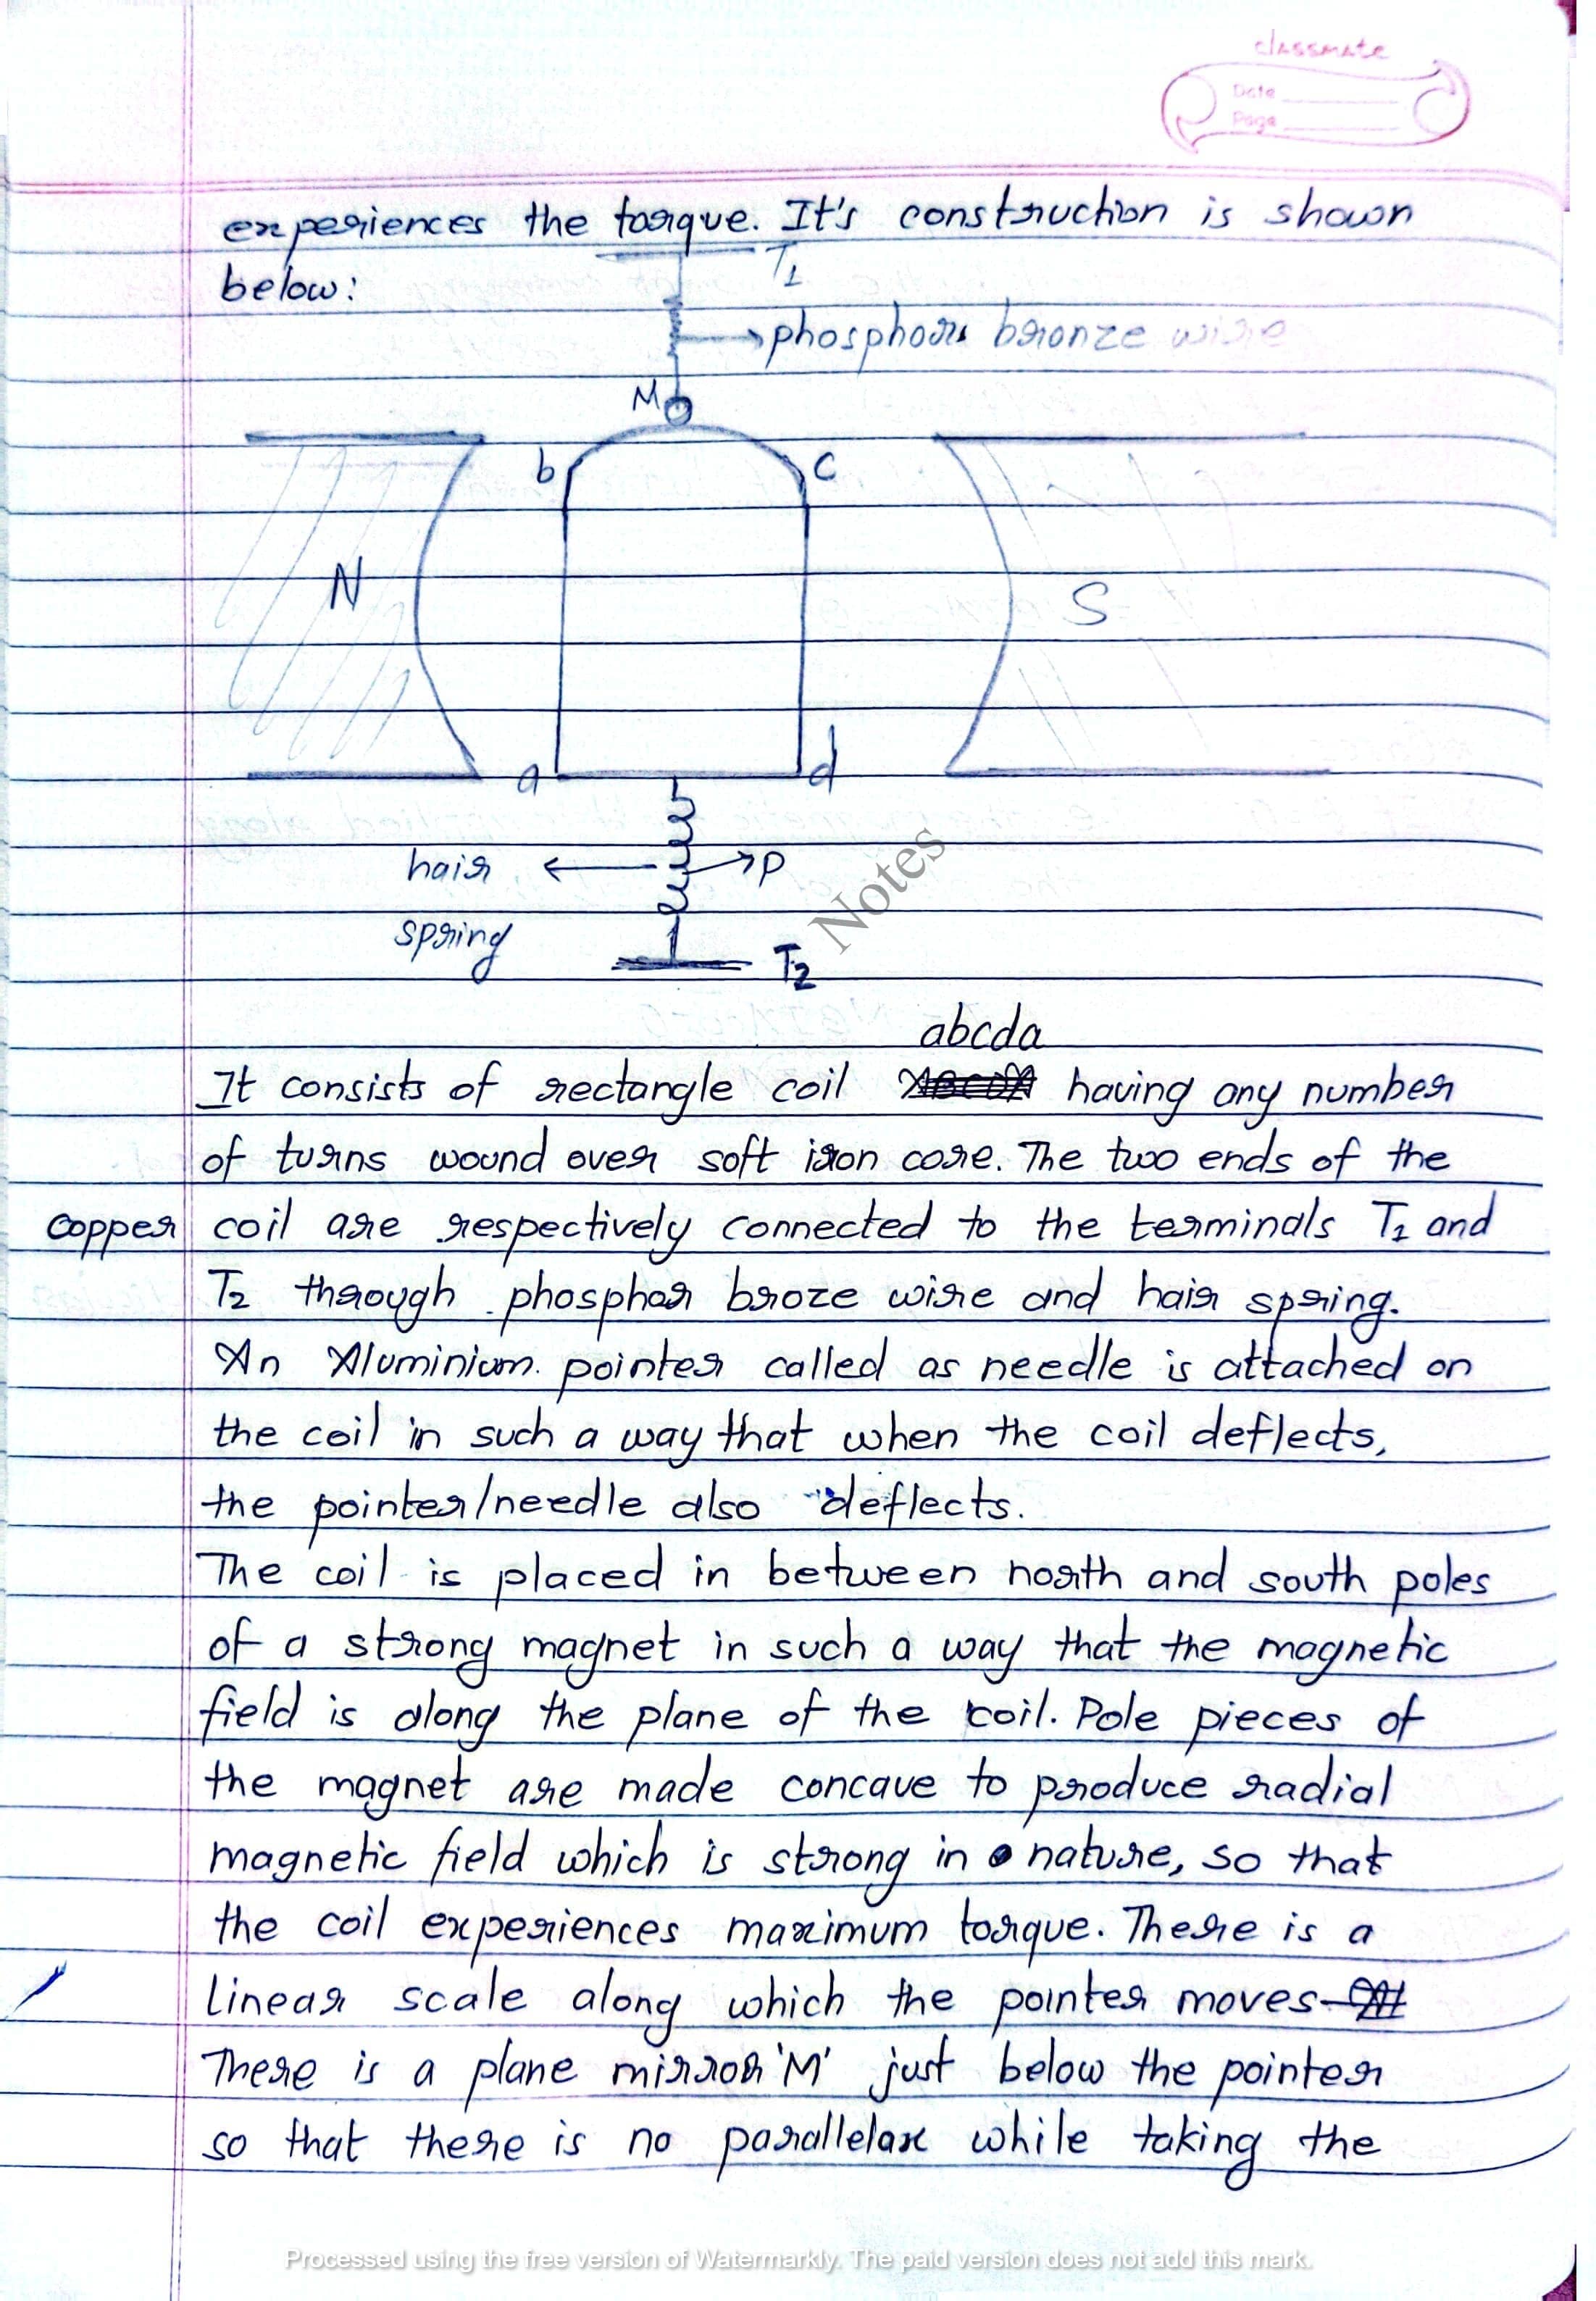 classmate
Date
Page
experiences the torque. It's construction is shown
below:
T1
phosphors bronze wire
M
b
c
N
S
a
d
hair
P
spring
Notes
T2
abcda
It consists of rectangle coil having any number
of turns wound over soft iron core. The two ends of the
copper coil are respectively connected to the terminals T1 and
T2 through phosphor broze wire and hair spring.
An Aluminium pointer called as needle is attached on
the coil in such a way that when the coil deflects,
the pointer/needle also deflects.
The coil is placed in between north and south poles
of a strong magnet in such a way that the magnetic
field is along the plane of the coil. Pole pieces of
the magnet are made concave to produce radial
magnetic field which is strong in nature, so that
the coil experiences maximum torque. There is a
linear scale along which the pointer moves
There is a plane mirror 'M' just below the pointer
so that there is no parallelax while taking the
Processed using the free version of Watermarkly. The paid version does not add this mark.